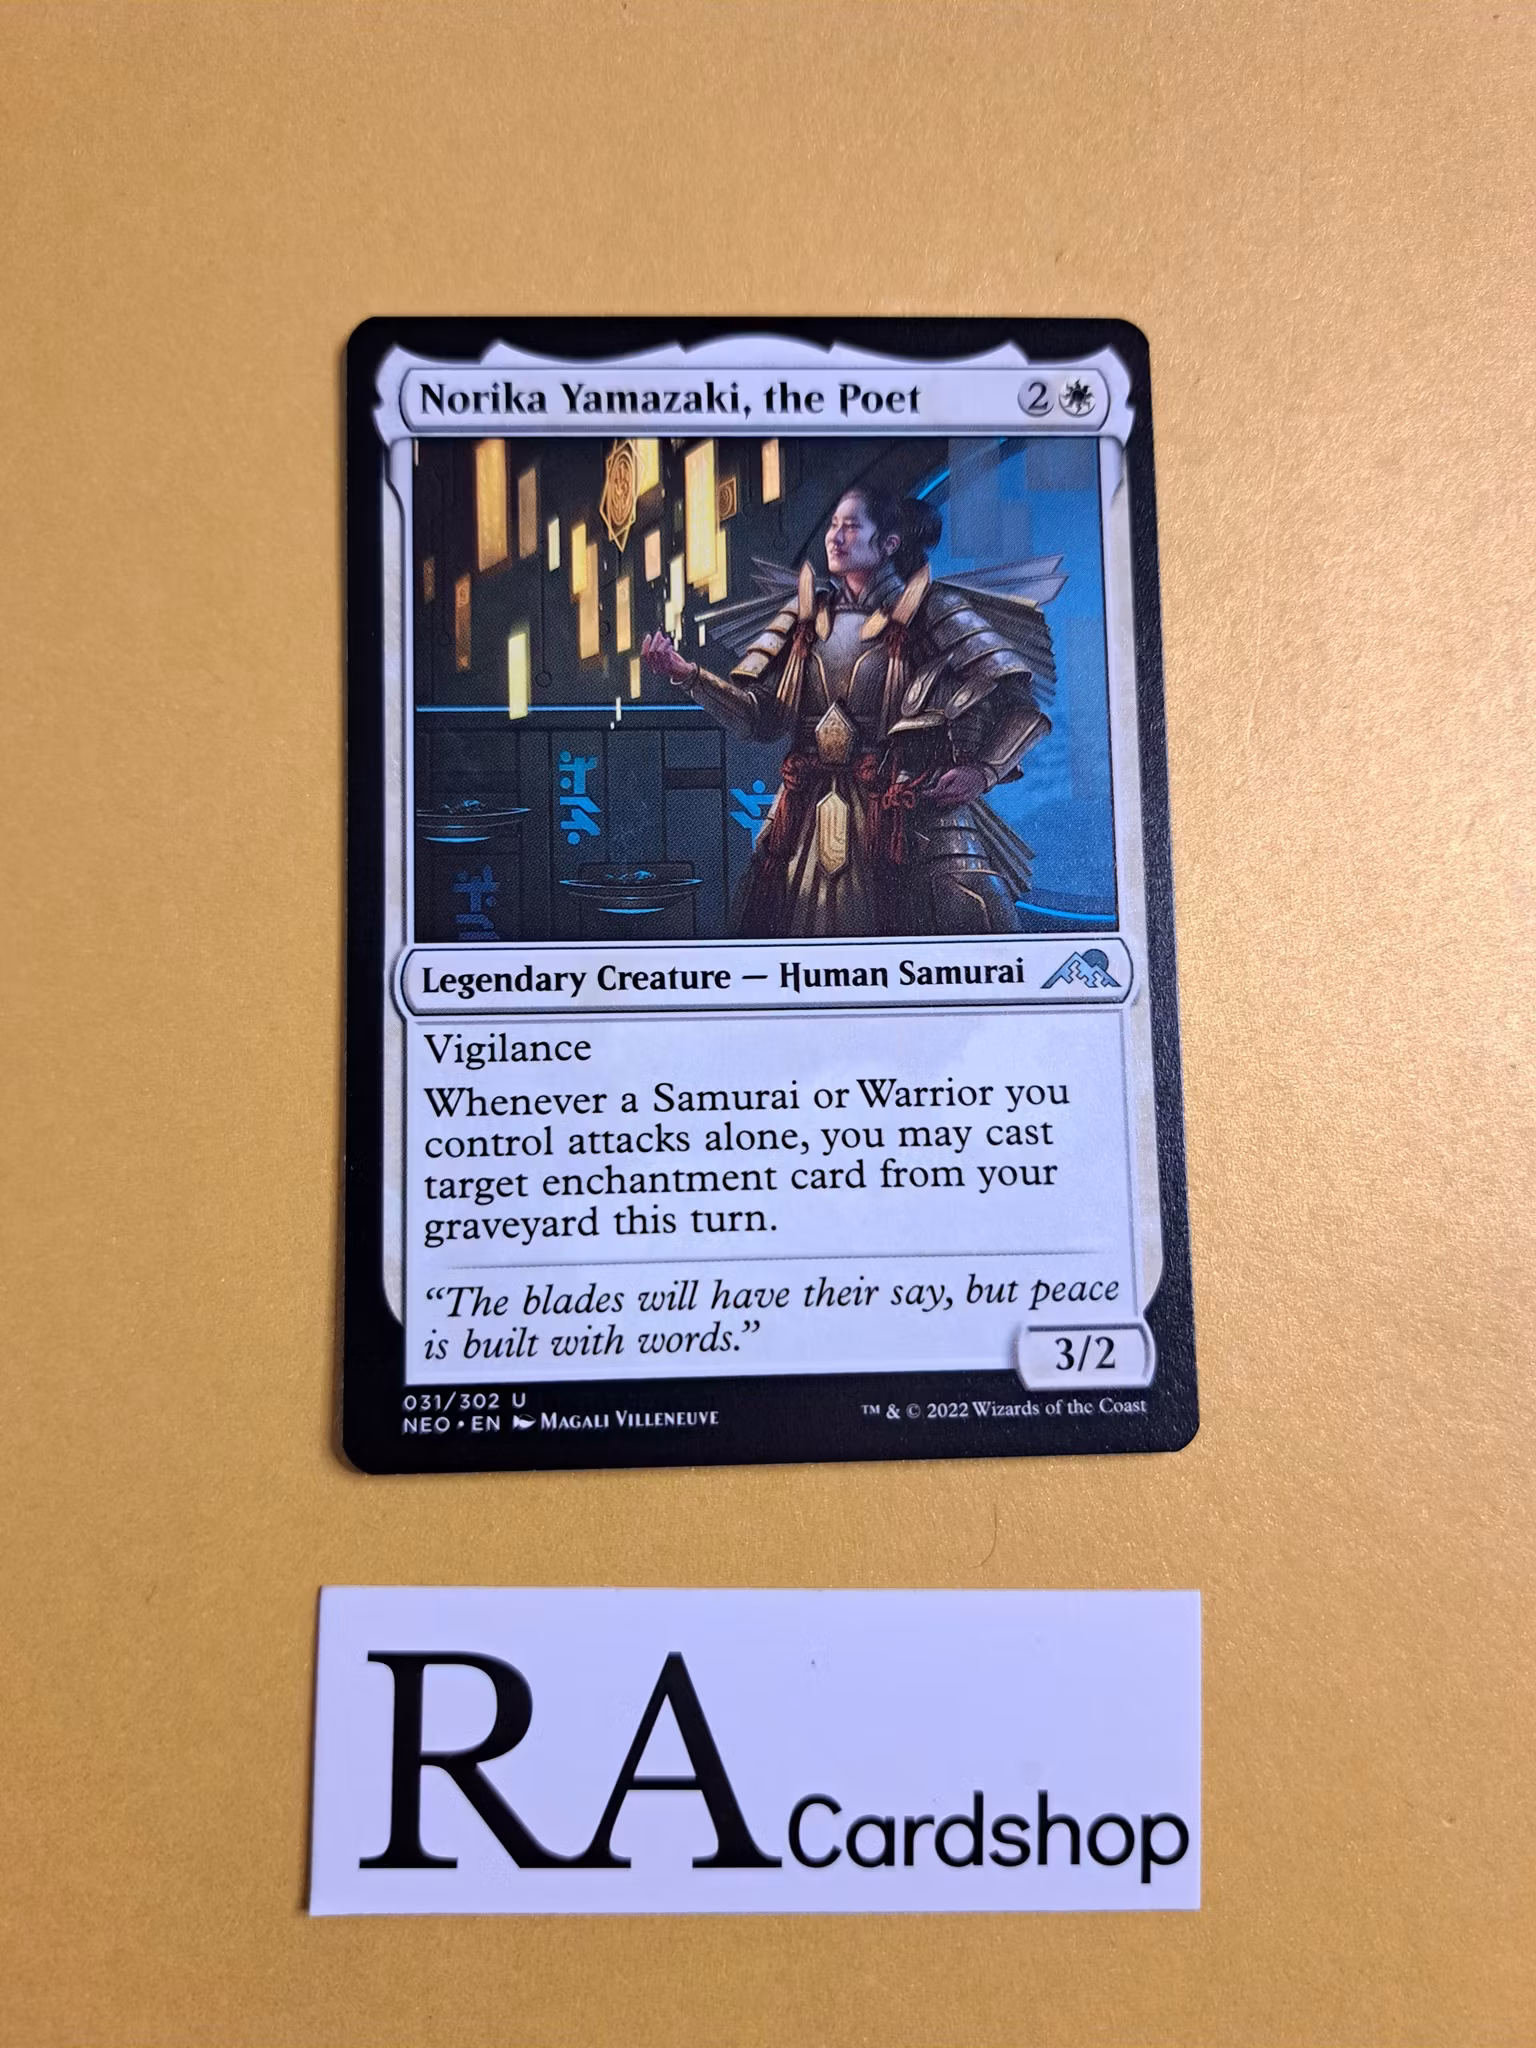 Norika Yamazaki, the Poet 2
Legendary Creature — Human Samurai
Vigilance
Whenever a Samurai or Warrior you
control attacks alone, you may cast
target enchantment card from your
graveyard this turn.
“The blades will have their say, but peace
is built with words.”
3/2
031/302 U
NEO • EN MAGALI VILLENEUVE
™ & © 2022 Wizards of the Coast
RA Cardshop